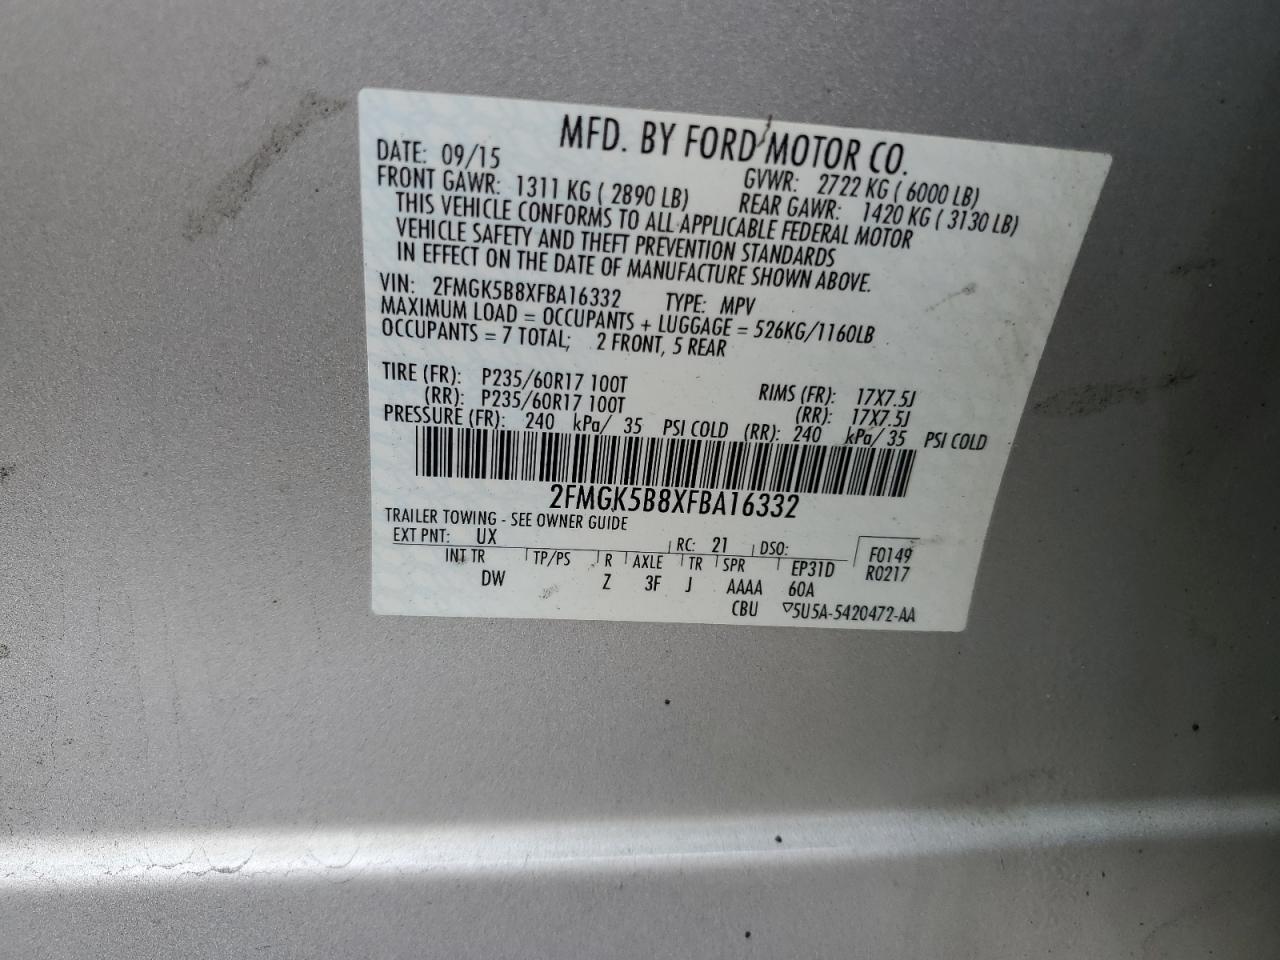 MFD. BY FORD MOTOR CO.
DATE: 09/15 GVWR: 2722 KG ( 6000 LB)
FRONT GAWR: 1311 KG ( 2890 LB) REAR GAWR: 1420 KG ( 3130 LB)
THIS VEHICLE CONFORMS TO ALL APPLICABLE FEDERAL MOTOR
VEHICLE SAFETY AND THEFT PREVENTION STANDARDS
IN EFFECT ON THE DATE OF MANUFACTURE SHOWN ABOVE.
VIN: 2FMGK5B8XFBA16332 TYPE: MPV
MAXIMUM LOAD = OCCUPANTS + LUGGAGE = 526KG/1160LB
OCCUPANTS = 7 TOTAL; 2 FRONT, 5 REAR
TIRE (FR): P235/60R17 100T RIMS (FR): 17X7.5J
(RR): P235/60R17 100T (RR): 17X7.5J
PRESSURE (FR): 240 kPa/ 35 PSI COLD (RR): 240 kPa/ 35 PSI COLD
2FMGK5B8XFBA16332
TRAILER TOWING - SEE OWNER GUIDE
EXT PNT: UX RC: 21 DSO: F0149
INT TR TP/PS R AXLE TR SPR EP31D R0217
DW Z 3F J AAAA 60A
CBU ▽5U5A-5420472-AA